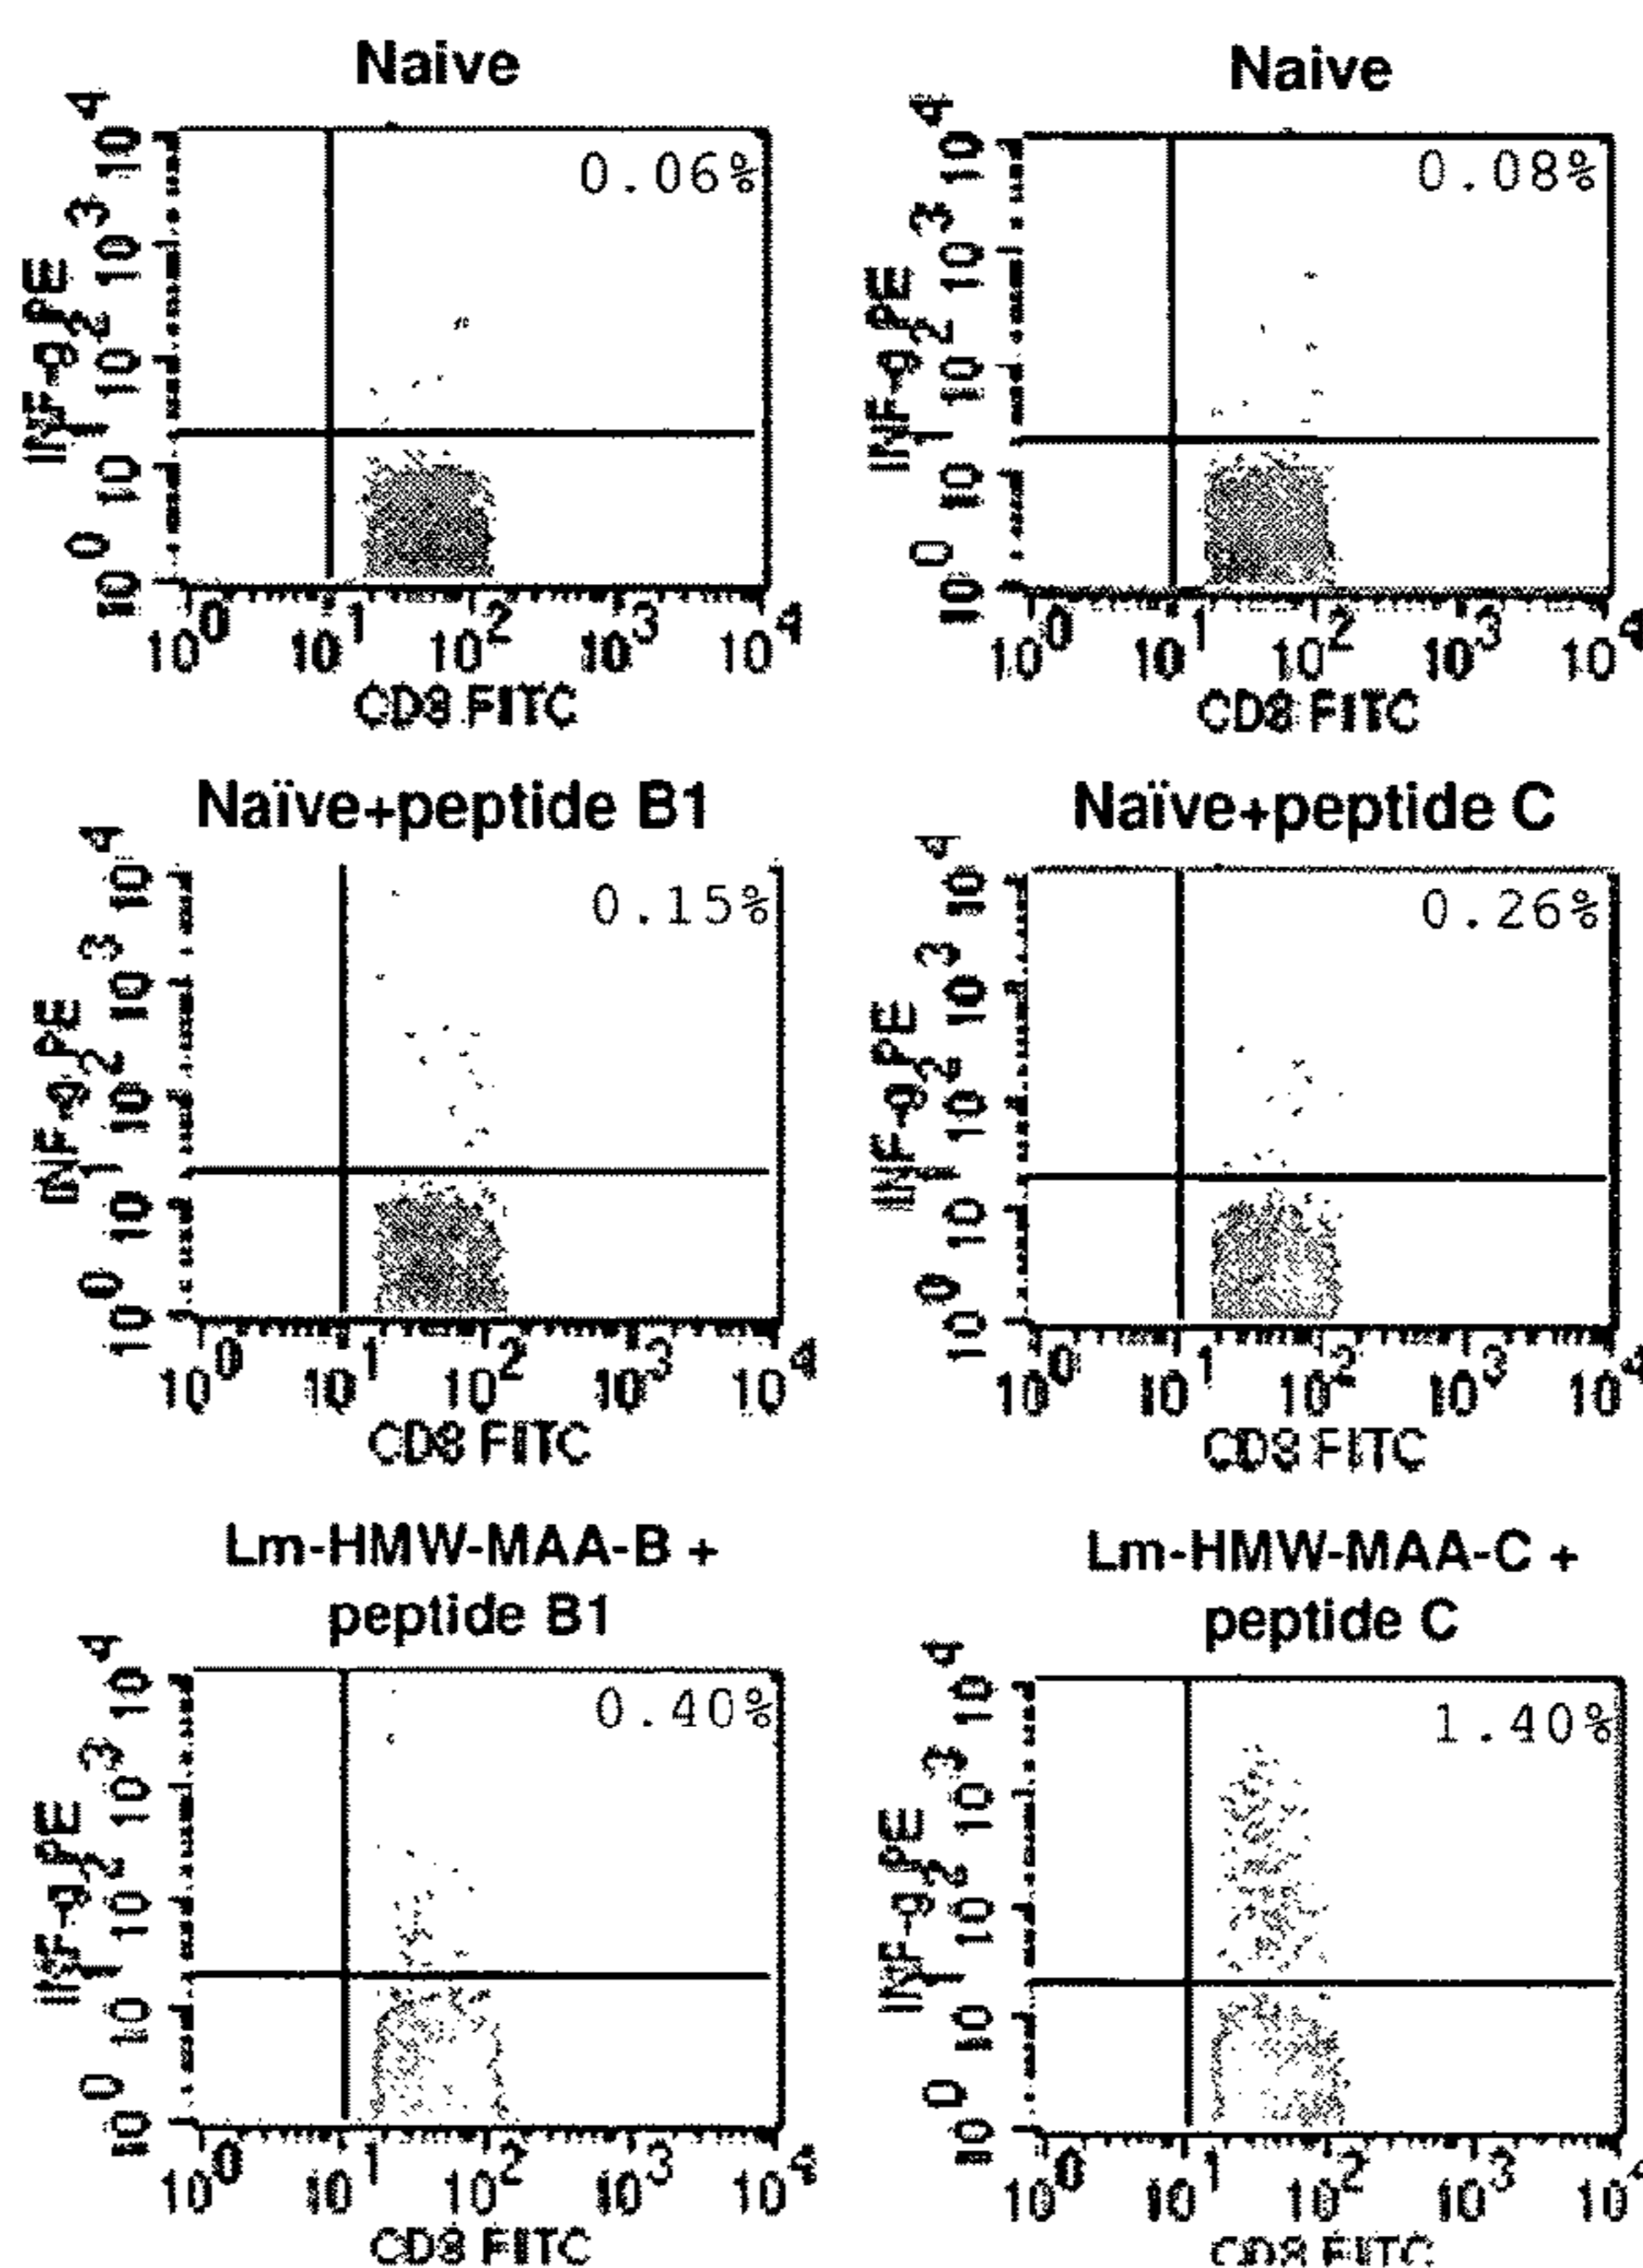 Naive
0.06%
INF-g PE
10^4
10^3
10^2
10^1
10^0
10^0 10^1 10^2 10^3 10^4
CD8 FITC
Naive
0.08%
INF-g PE
10^4
10^3
10^2
10^1
10^0
10^0 10^1 10^2 10^3 10^4
CD8 FITC
Naïve+peptide B1
0.15%
INF-g PE
10^4
10^3
10^2
10^1
10^0
10^0 10^1 10^2 10^3 10^4
CD8 FITC
Naïve+peptide C
0.26%
INF-g PE
10^4
10^3
10^2
10^1
10^0
10^0 10^1 10^2 10^3 10^4
CD8 FITC
Lm-HMW-MAA-B +
peptide B1
0.40%
INF-g PE
10^4
10^3
10^2
10^1
10^0
10^0 10^1 10^2 10^3 10^4
CD8 FITC
Lm-HMW-MAA-C +
peptide C
1.40%
INF-g PE
10^4
10^3
10^2
10^1
10^0
10^0 10^1 10^2 10^3 10^4
CD8 FITC